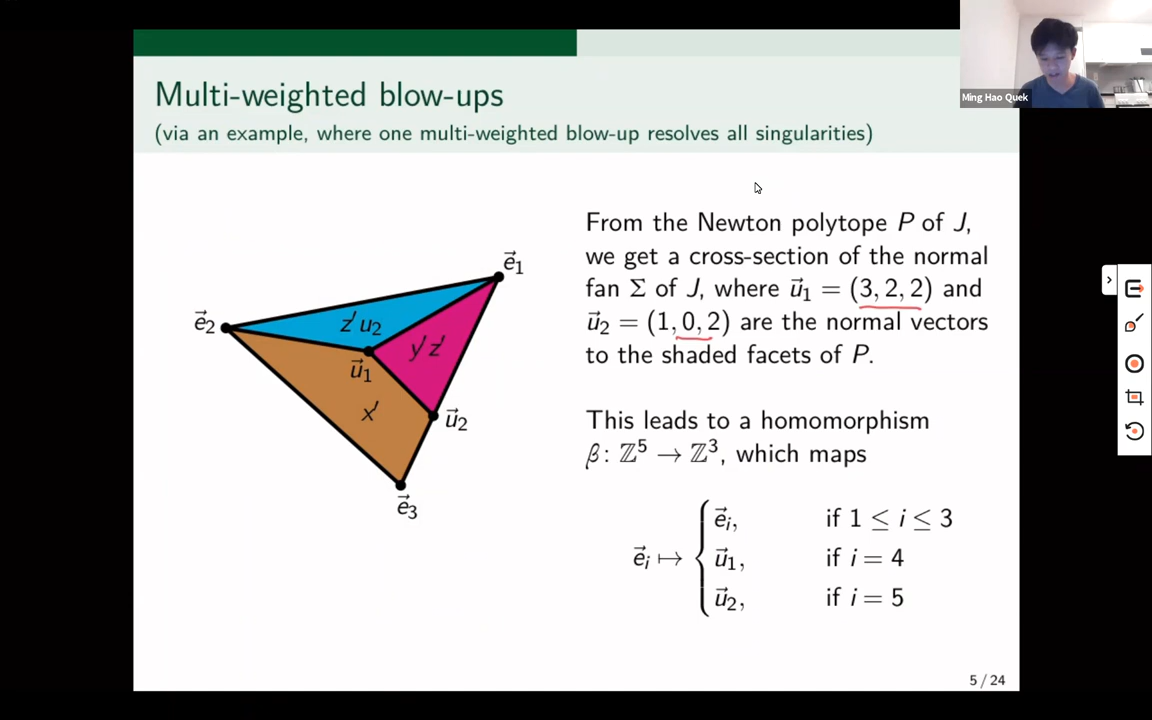 Multi-weighted blow-ups
(via an example, where one multi-weighted blow-up resolves all singularities)
Ming Hao Quek
From the Newton polytope P of J,
we get a cross-section of the normal
fan Σ of J, where u⃗₁ = (3, 2, 2) and
u⃗₂ = (1, 0, 2) are the normal vectors
to the shaded facets of P.
This leads to a homomorphism
β: ℤ⁵ → ℤ³, which maps
e⃗ᵢ ↦ { e⃗ᵢ, if 1 ≤ i ≤ 3
u⃗₁, if i = 4
u⃗₂, if i = 5
e⃗₁
e⃗₂
z′u₂
y′z′
u⃗₁
x′
u⃗₂
e⃗₃
5 / 24